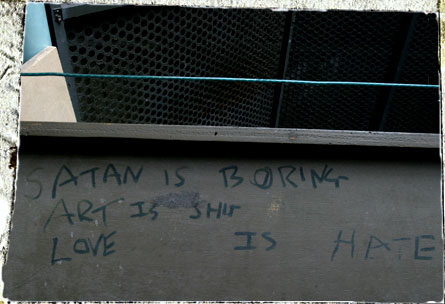 SATAN IS BORING
ART IS SHIT
LOVE IS HATE